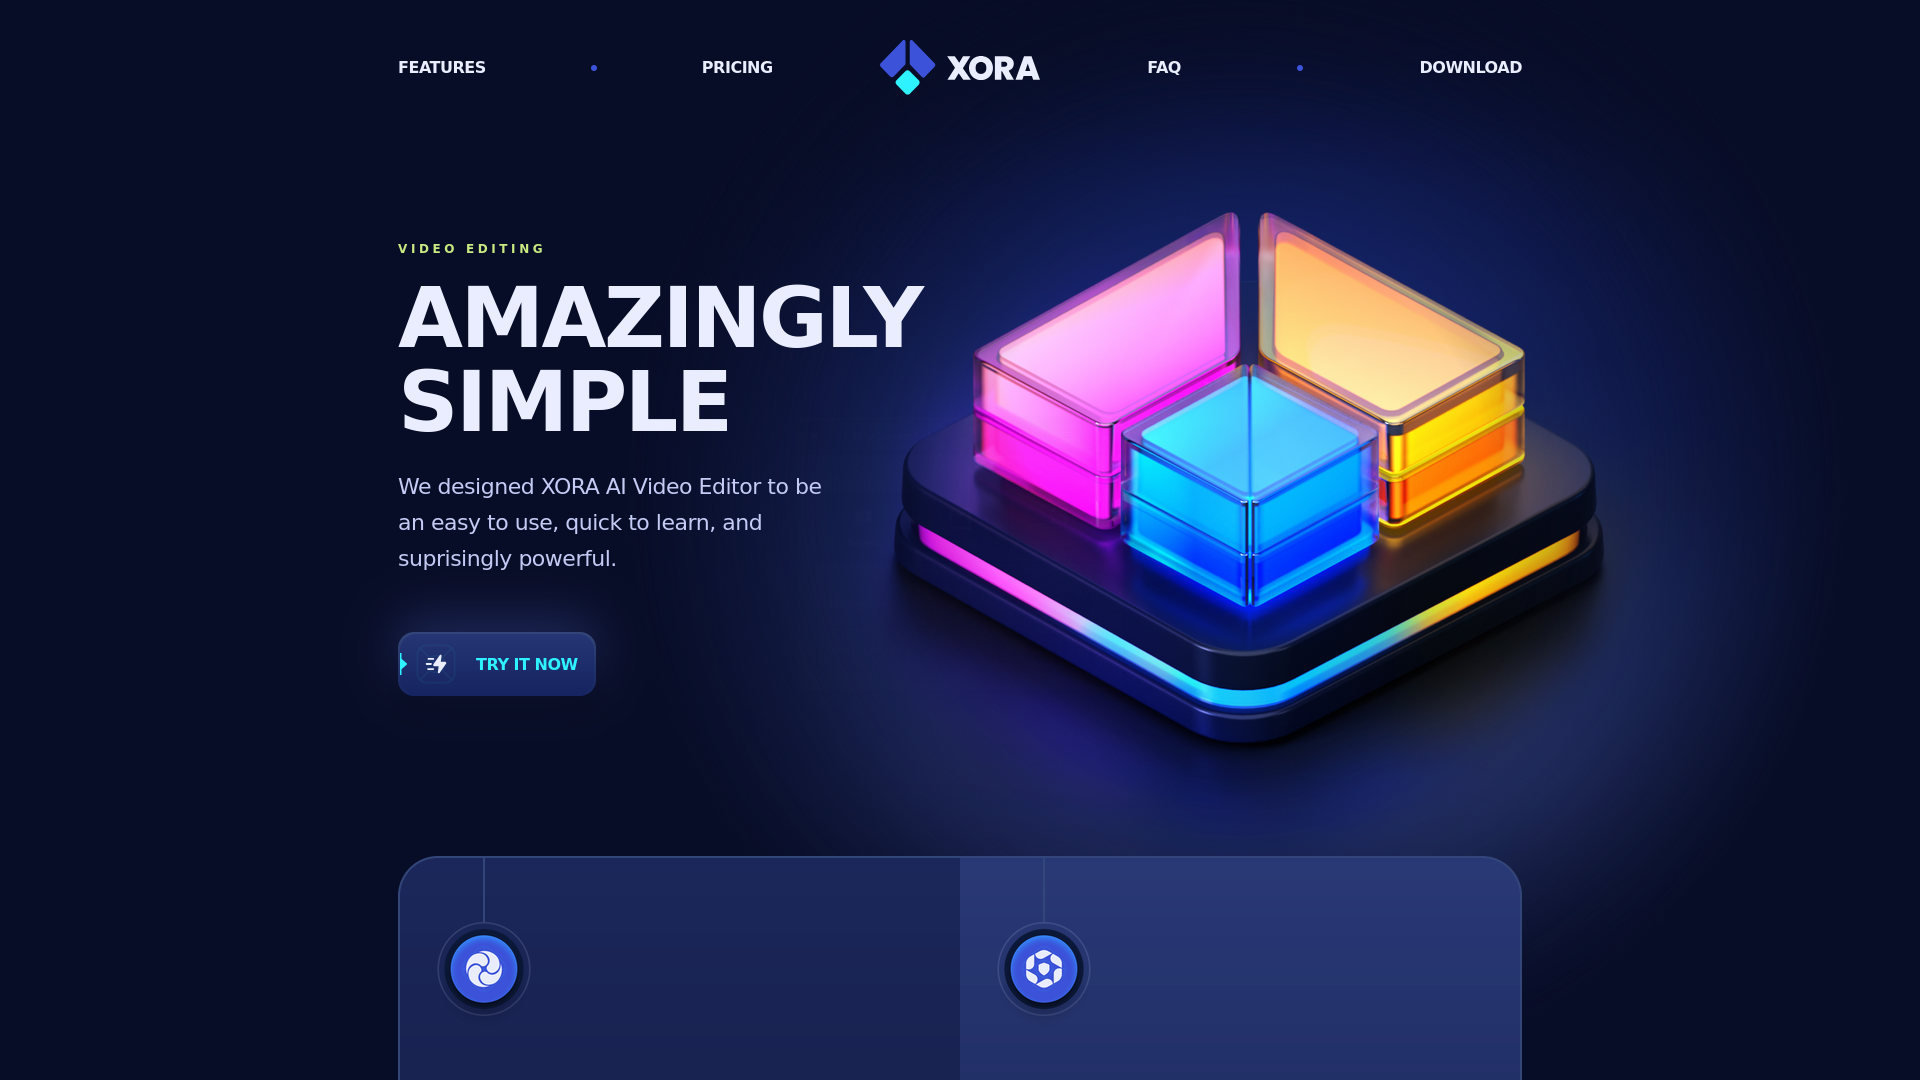 FEATURES
PRICING
XORA
FAQ
DOWNLOAD
VIDEO EDITING
AMAZINGLY
SIMPLE
We designed XORA AI Video Editor to be
an easy to use, quick to learn, and
suprisingly powerful.
TRY IT NOW